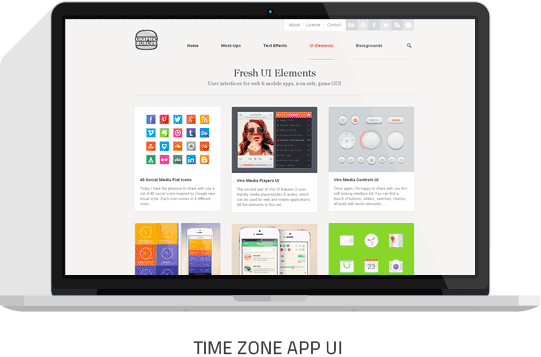 About License Contact
GRAPHIC
BURGER
Home Mock-Ups Text Effects UI Elements Backgrounds
Fresh UI Elements
User interfaces for web & mobile apps, icon sets, game GUI
40 Social Media Flat Icons
Today I have the pleasure to share with you a
set of 40 social icons inspired by Google new
visual style. Each icon comes in 4 different
sizes.
Vire Media Players UI
The second part of Vire UI features 2 user
friendly media players(video & audio), which
can be used for web and mobile applications.
All the elements in this set
Vire Media Controls UI
Once again, I'm happy to share with you this
soft looking interface kit! You can find a
bunch of buttons, sliders, switches, checks,
all build with vector elements.
23
TIME ZONE APP UI